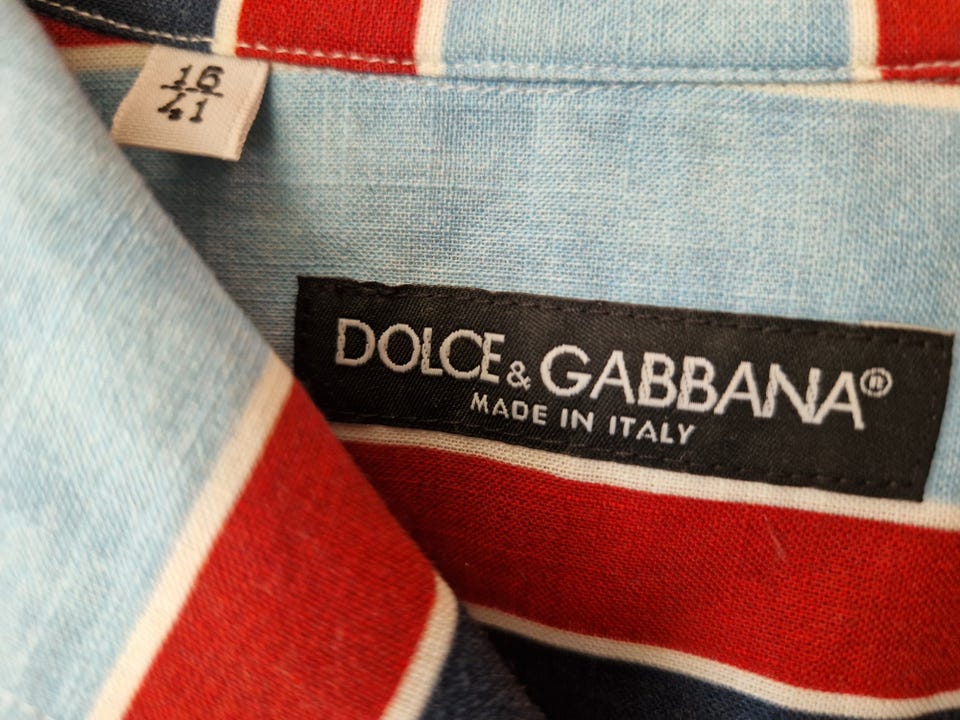 16
41
DOLCE & GABBANA®
MADE IN ITALY